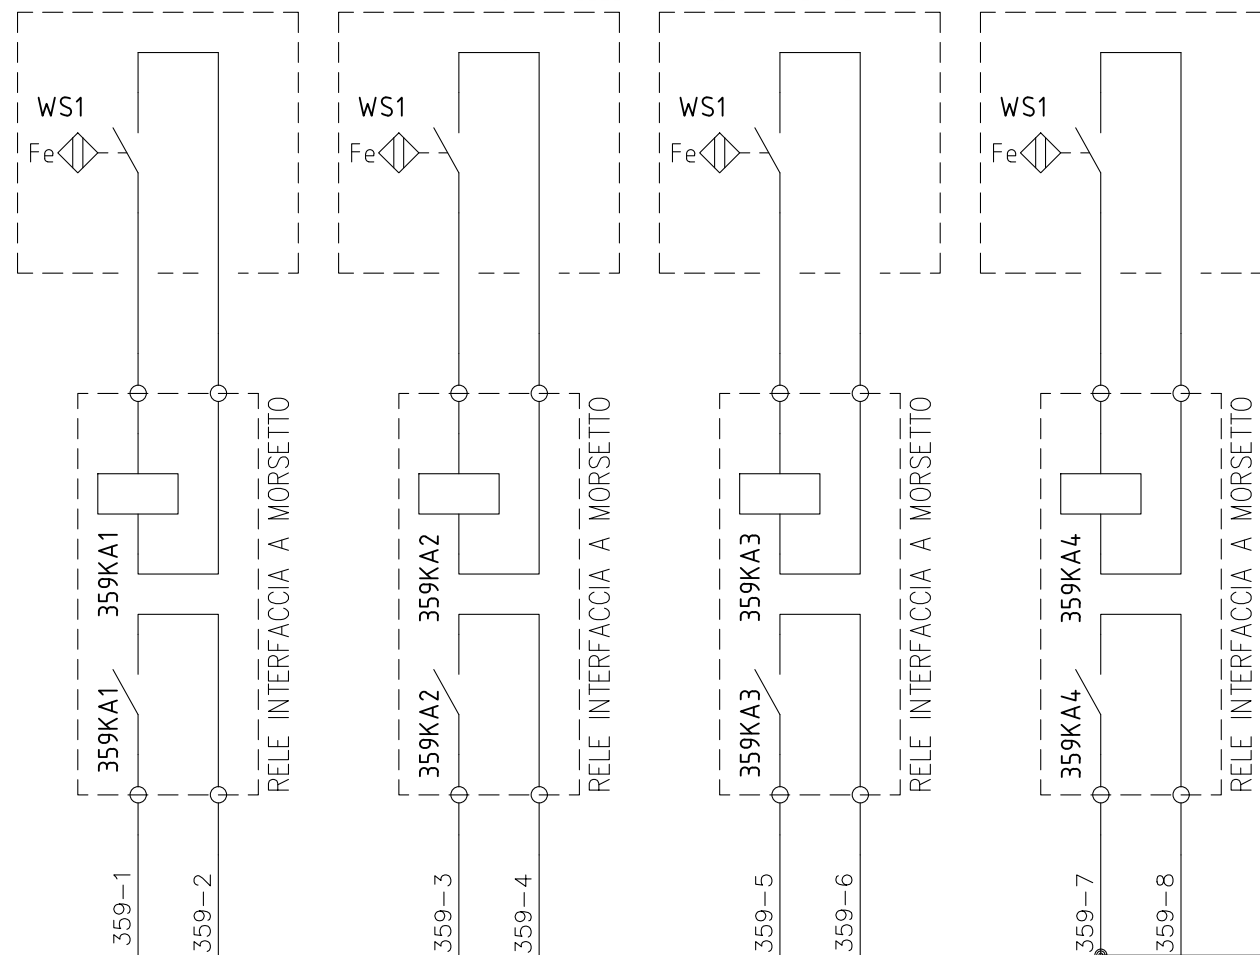 WS1
Fe
359KA1
359KA1
RELE INTERFACCIA A MORSETTO
359-1
359-2
WS1
Fe
359KA2
359KA2
RELE INTERFACCIA A MORSETTO
359-3
359-4
WS1
Fe
359KA3
359KA3
RELE INTERFACCIA A MORSETTO
359-5
359-6
WS1
Fe
359KA4
359KA4
RELE INTERFACCIA A MORSETTO
359-7
359-8